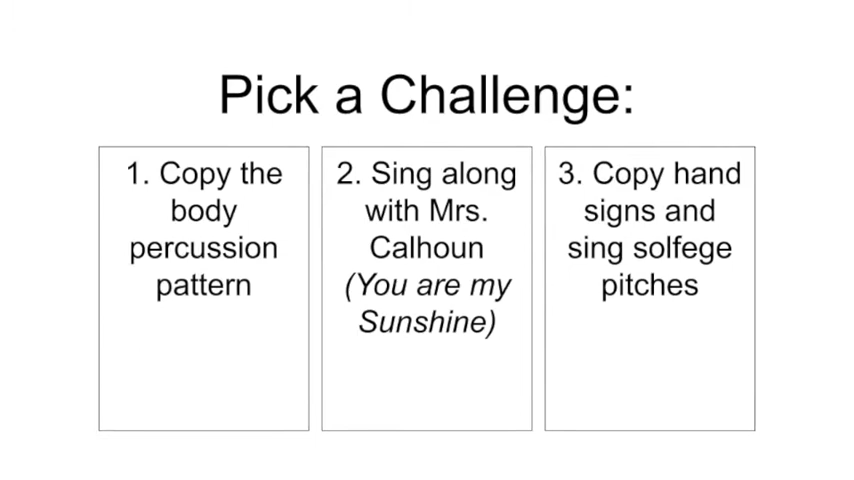 Pick a Challenge:
1. Copy the
body
percussion
pattern
2. Sing along
with Mrs.
Calhoun
(You are my
Sunshine)
3. Copy hand
signs and
sing solfege
pitches